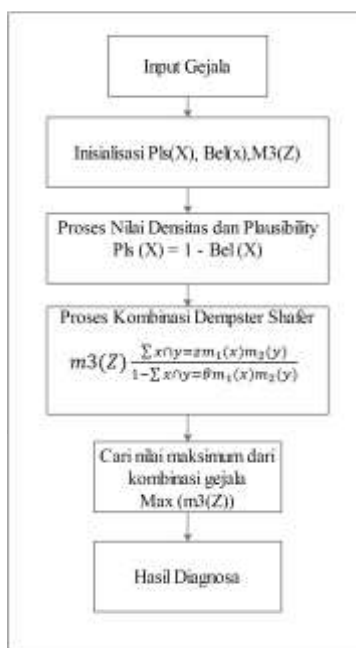 Input Gejala
Inisialisasi Pls(X), Bel(x),M3(Z)
Proses Nilai Densitas dan Plausibility
Pls (X) = 1 - Bel (X)
Proses Kombinasi Dempster Shafer
m3(Z) ∑x∩y=zm₁(x)m₂(y) / 1−∑x∩y=θm₁(x)m₂(y)
Cari nilai maksimum dari
kombinasi gejala
Max (m3(Z))
Hasil Diagnosa